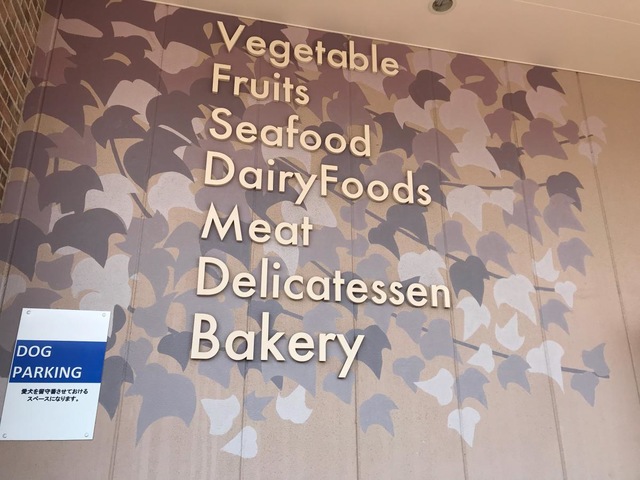 Vegetable
Fruits
Seafood
DairyFoods
Meat
Delicatessen
Bakery
DOG
PARKING
愛犬を留守番させておける
スペースになります。